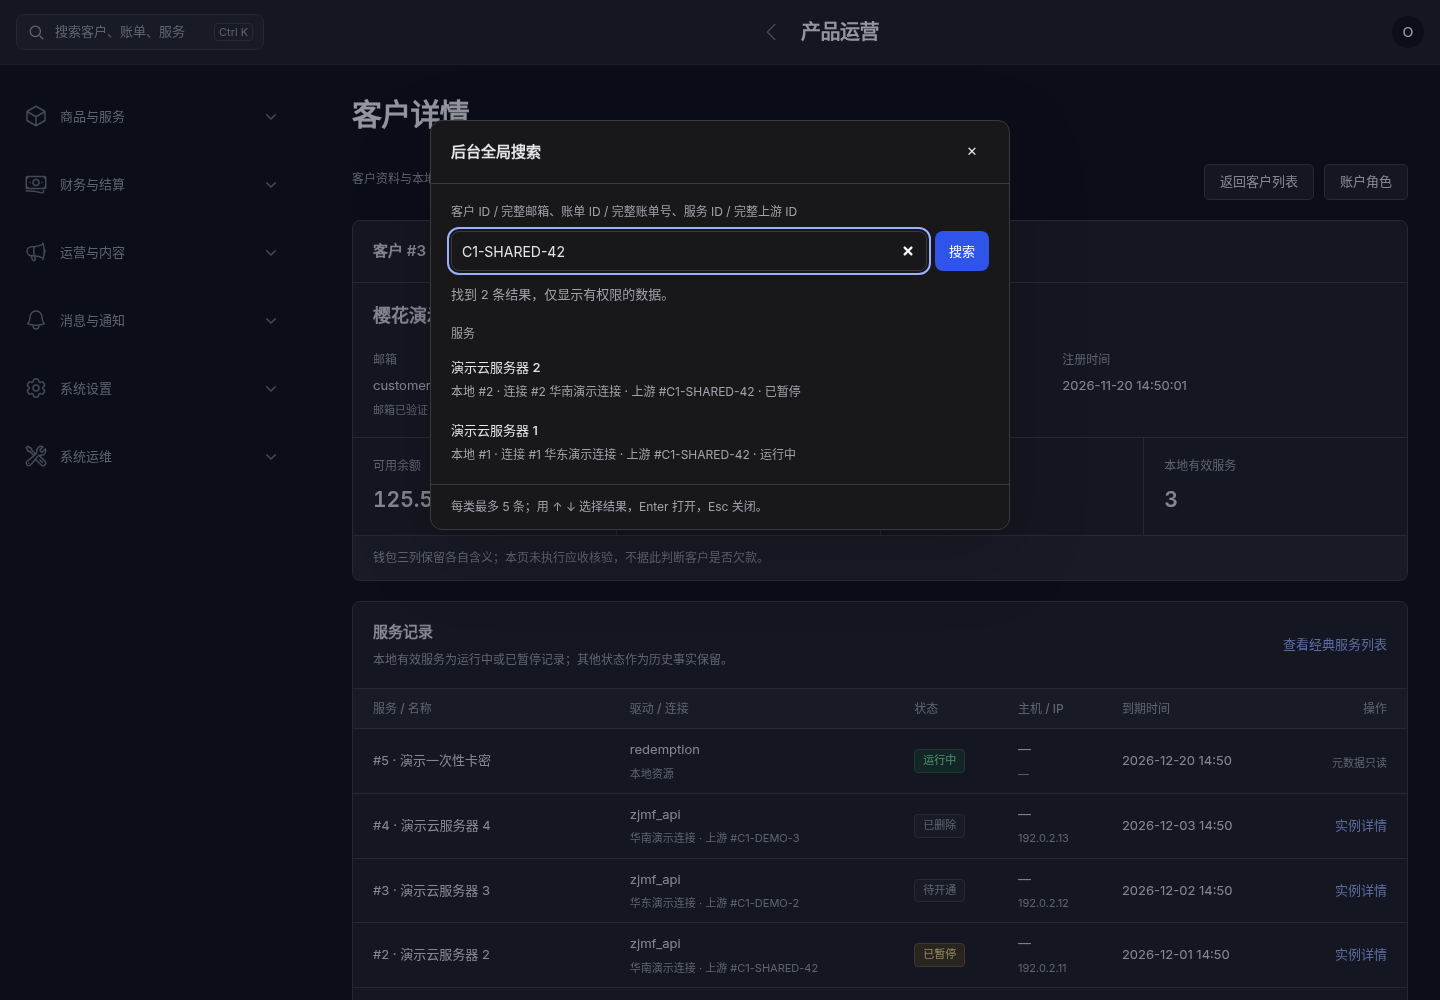 搜索客户、账单、服务 Ctrl K
产品运营
O
商品与服务
财务与结算
运营与内容
消息与通知
系统设置
系统运维
客户详情
客户资料与本地
返回客户列表
账户角色
后台全局搜索
×
客户 ID / 完整邮箱、账单 ID / 完整账单号、服务 ID / 完整上游 ID
C1-SHARED-42
×
搜索
找到 2 条结果，仅显示有权限的数据。
服务
演示云服务器 2
本地 #2 · 连接 #2 华南演示连接 · 上游 #C1-SHARED-42 · 已暂停
演示云服务器 1
本地 #1 · 连接 #1 华东演示连接 · 上游 #C1-SHARED-42 · 运行中
每类最多 5 条；用 ↑ ↓ 选择结果，Enter 打开，Esc 关闭。
客户 #3
樱花演示
邮箱
customer
邮箱已验证
注册时间
2026-11-20 14:50:01
可用余额
125.5
本地有效服务
3
钱包三列保留各自含义；本页未执行应收核验，不据此判断客户是否欠款。
服务记录
本地有效服务为运行中或已暂停记录；其他状态作为历史事实保留。
查看经典服务列表
服务 / 名称 驱动 / 连接 状态 主机 / IP 到期时间 操作
#5 · 演示一次性卡密 redemption 运行中 — 2026-12-20 14:50 元数据只读
本地资源 —
#4 · 演示云服务器 4 zjmf_api 已删除 — 2026-12-03 14:50 实例详情
华南演示连接 · 上游 #C1-DEMO-3 192.0.2.13
#3 · 演示云服务器 3 zjmf_api 待开通 — 2026-12-02 14:50 实例详情
华东演示连接 · 上游 #C1-DEMO-2 192.0.2.12
#2 · 演示云服务器 2 zjmf_api 已暂停 — 2026-12-01 14:50 实例详情
华南演示连接 · 上游 #C1-SHARED-42 192.0.2.11